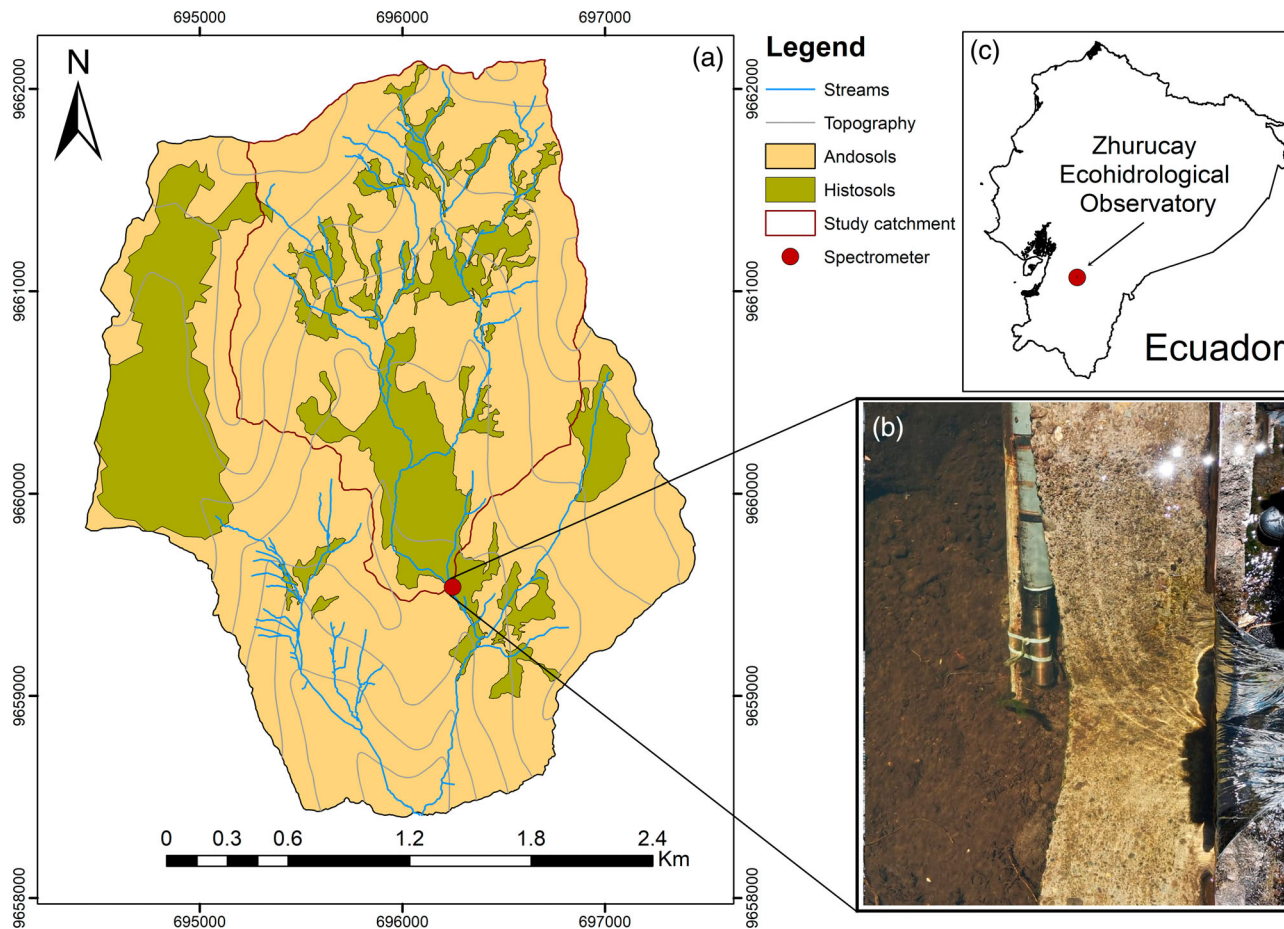 695000 696000 697000
(a)
N
9662000
9661000
9660000
9659000
9658000
9662000
9661000
9660000
9659000
9658000
0 0.3 0.6 1.2 1.8 2.4
Km
695000 696000 697000
Legend
Streams
Topography
Andosols
Histosols
Study catchment
Spectrometer
(c)
Zhurucay
Ecohidrological
Observatory
Ecuador
(b)